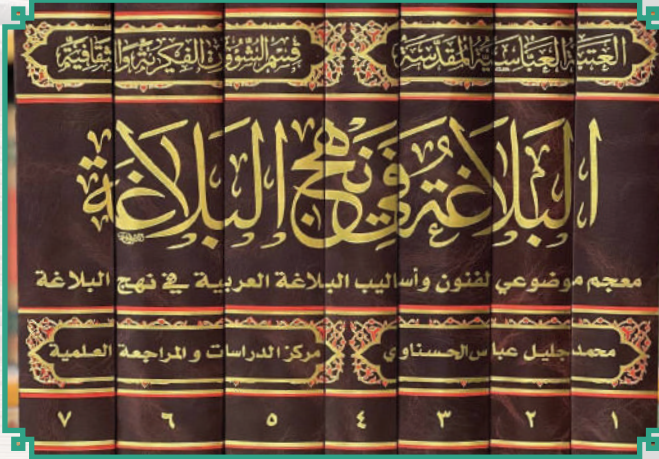 العتبة العباسية المقدسة
قسم الشؤون الفكرية والثقافية
البلاغة في نهج البلاغة
معجم موضوعي لفنون وأساليب البلاغة العربية في نهج البلاغة
محمد جليل عباس الحسناوي
مركز الدراسات و المراجعة العلمية
١ ٢ ٣ ٤ ٥ ٦ ٧